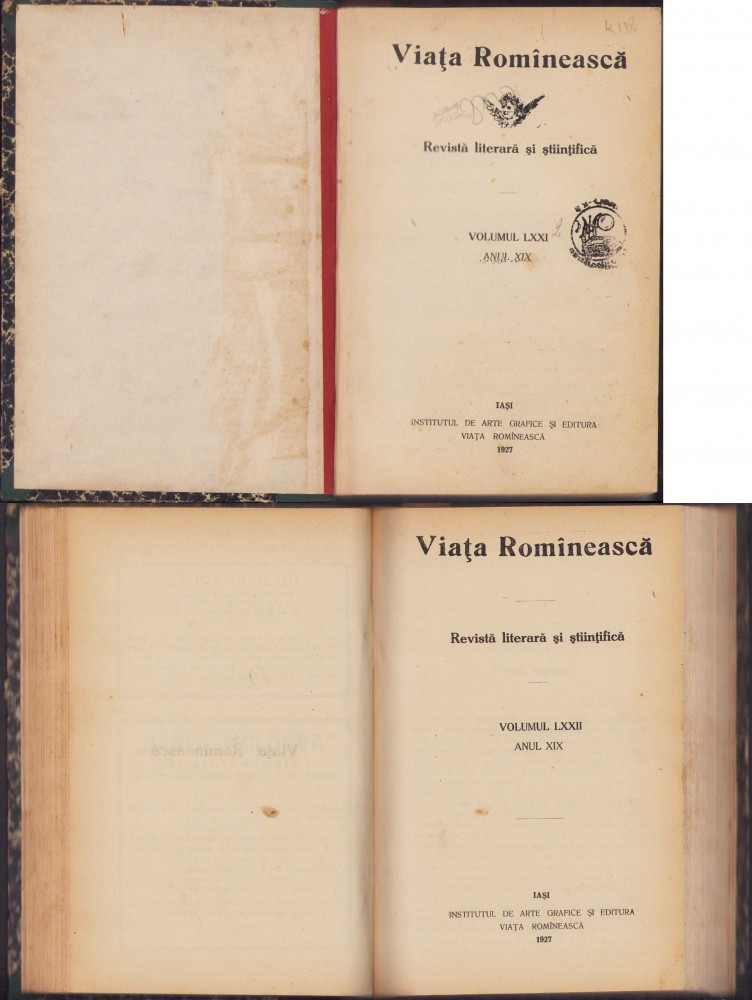 Viaţa Romînească
Revistă literară şi ştiinţifică
VOLUMUL LXXI
ANUL XIX
IAŞI
INSTITUTUL DE ARTE GRAFICE ŞI EDITURA
VIAŢA ROMÎNEASCĂ
1927
Viaţa Romînească
Viaţa Romînească
Revistă literară şi ştiinţifică
VOLUMUL LXXII
ANUL XIX
IAŞI
INSTITUTUL DE ARTE GRAFICE ŞI EDITURA
VIAŢA ROMÎNEASCĂ
1927